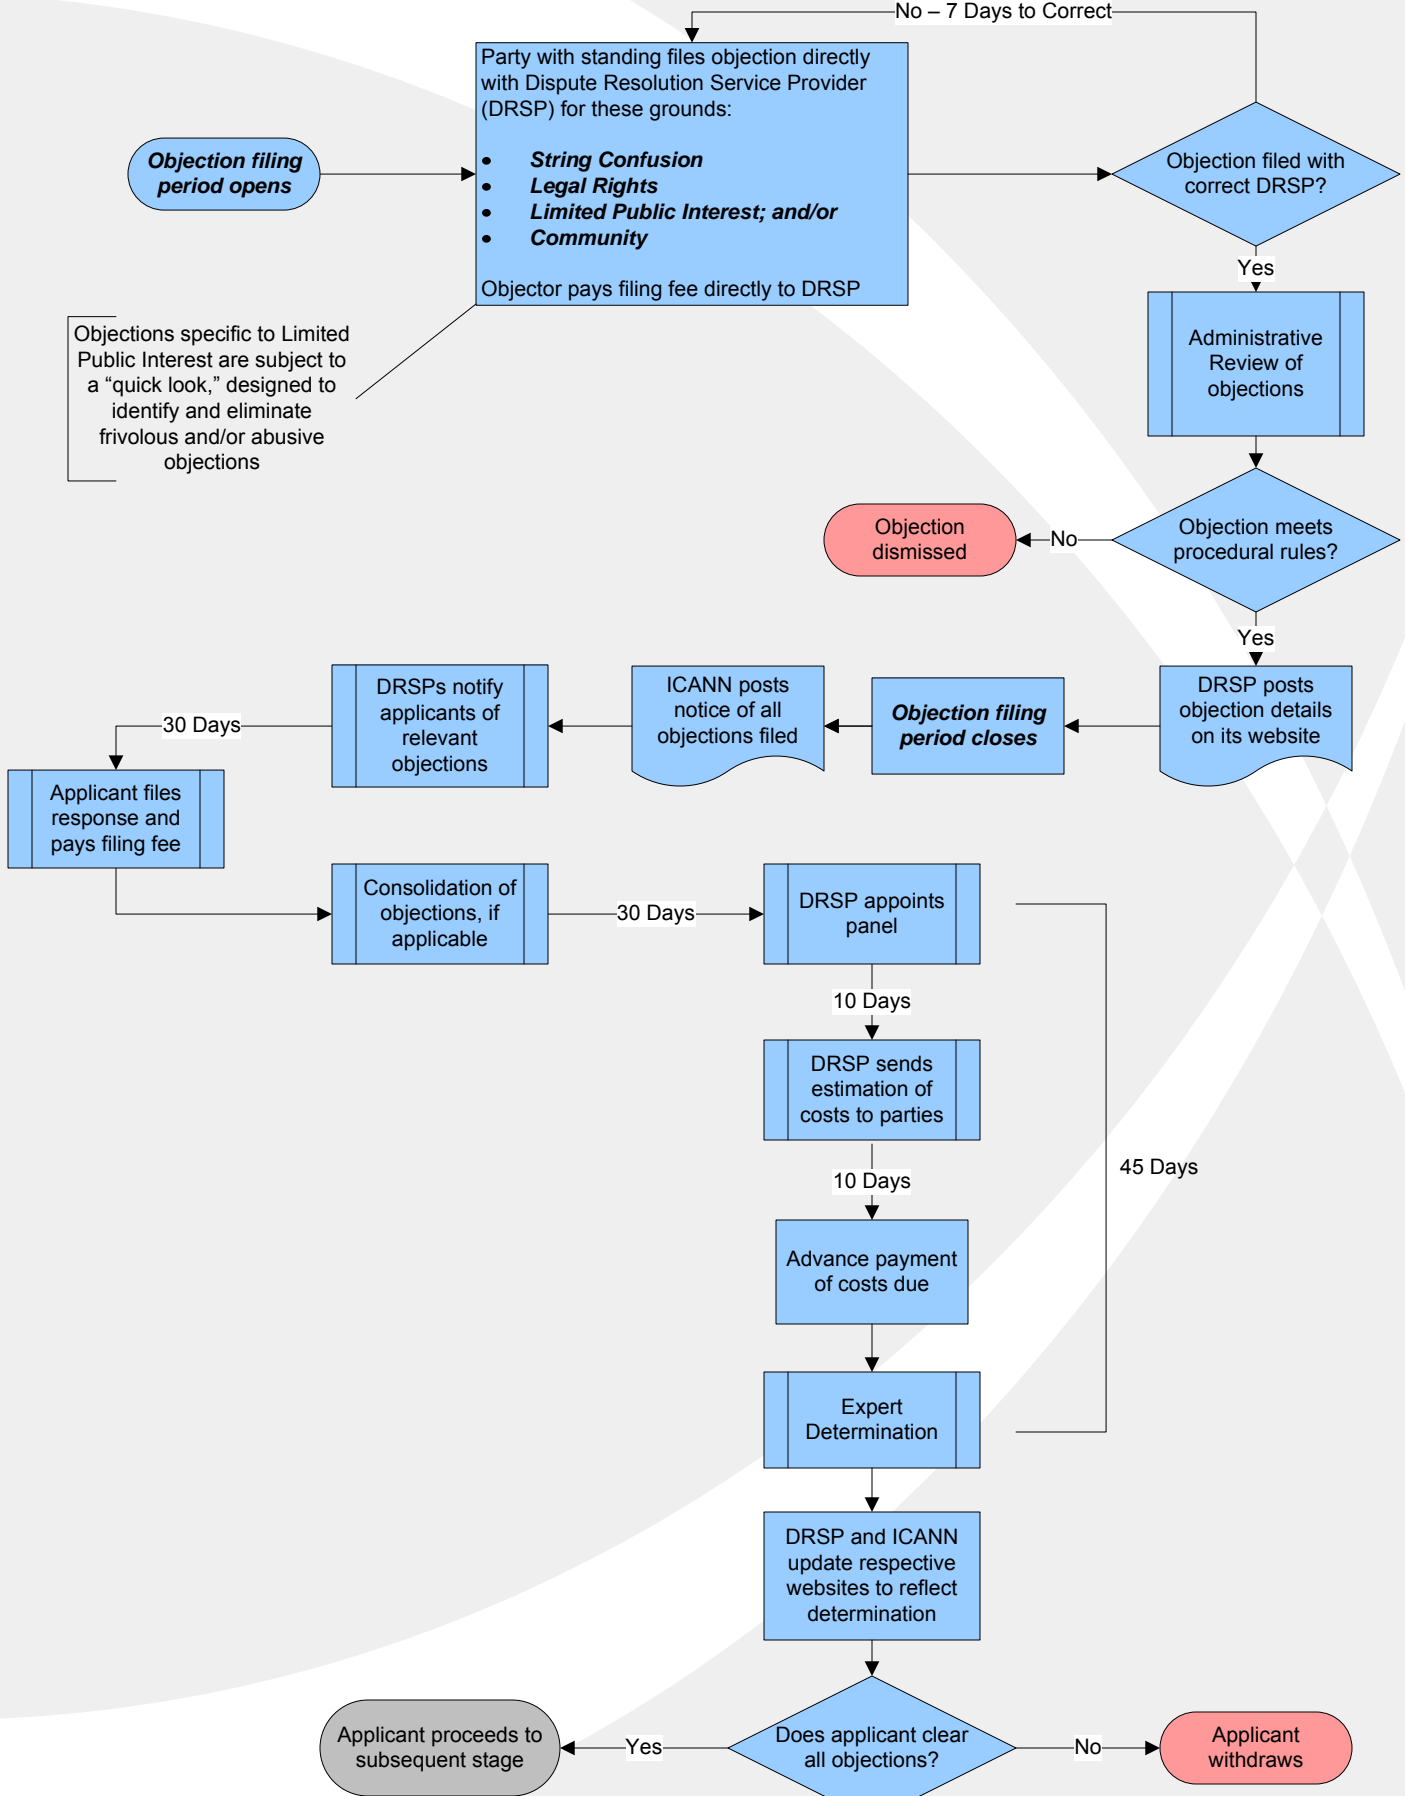 No – 7 Days to Correct
Party with standing files objection directly
with Dispute Resolution Service Provider
(DRSP) for these grounds:
• String Confusion
• Legal Rights
• Limited Public Interest; and/or
• Community
Objector pays filing fee directly to DRSP
Objection filing
period opens
Objection filed with
correct DRSP?
Yes
Objections specific to Limited
Public Interest are subject to
a “quick look,” designed to
identify and eliminate
frivolous and/or abusive
objections
Administrative
Review of
objections
Objection meets
procedural rules?
No
Objection
dismissed
Yes
DRSP posts
objection details
on its website
Objection filing
period closes
ICANN posts
notice of all
objections filed
DRSPs notify
applicants of
relevant
objections
30 Days
Applicant files
response and
pays filing fee
Consolidation of
objections, if
applicable
30 Days
DRSP appoints
panel
10 Days
DRSP sends
estimation of
costs to parties
10 Days
45 Days
Advance payment
of costs due
Expert
Determination
DRSP and ICANN
update respective
websites to reflect
determination
Does applicant clear
all objections?
Yes
Applicant proceeds to
subsequent stage
No
Applicant
withdraws